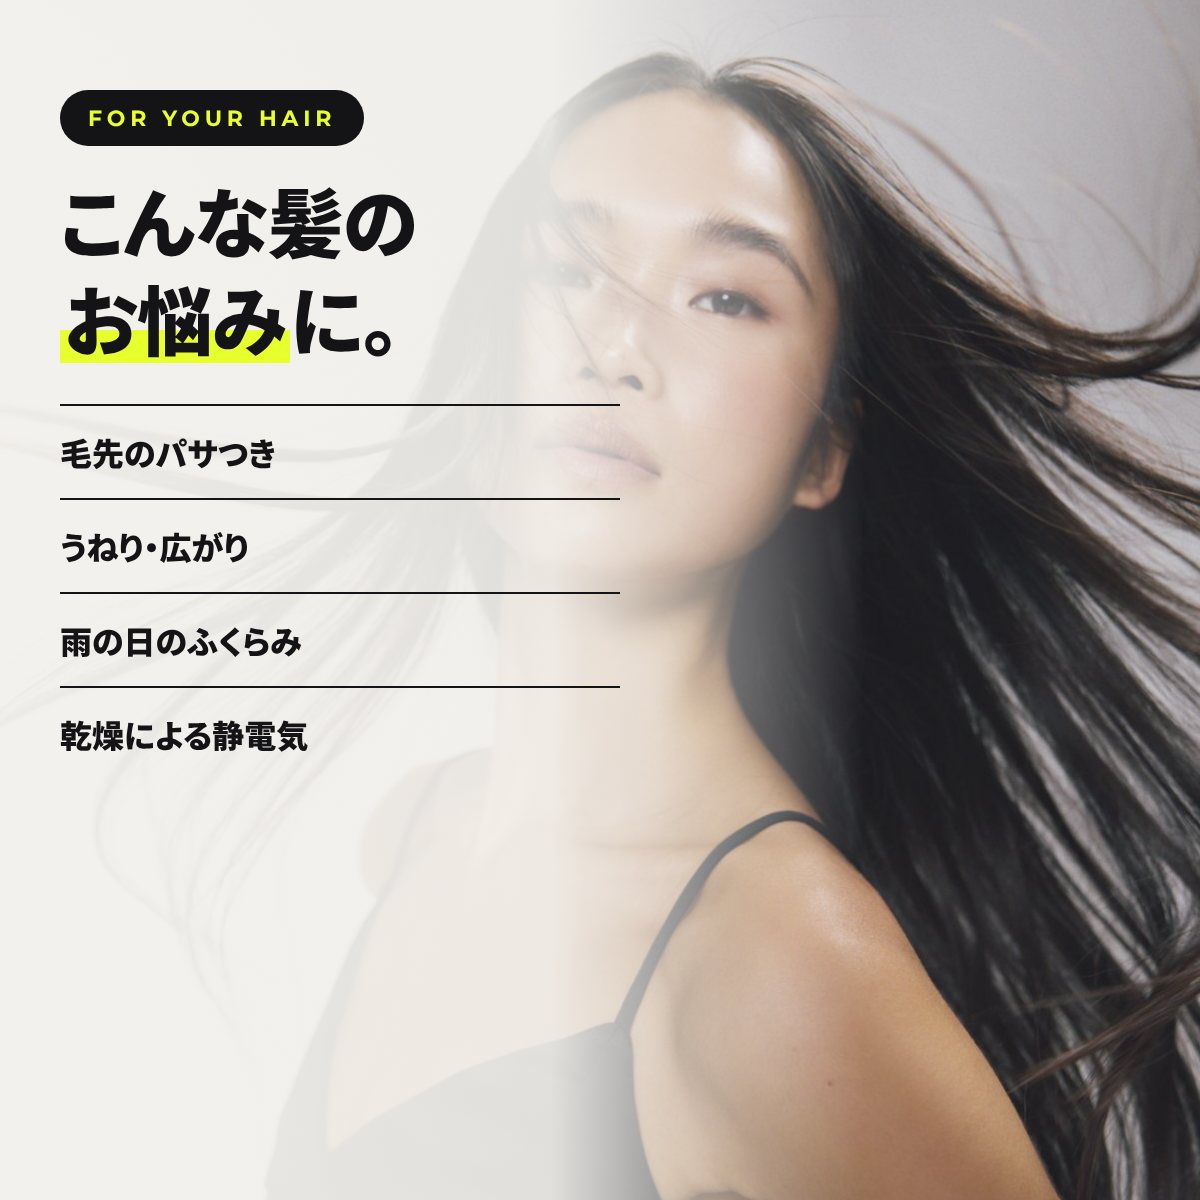 FOR YOUR HAIR
こんな髪の
お悩みに。
毛先のパサつき
うねり・広がり
雨の日のふくらみ
乾燥による静電気